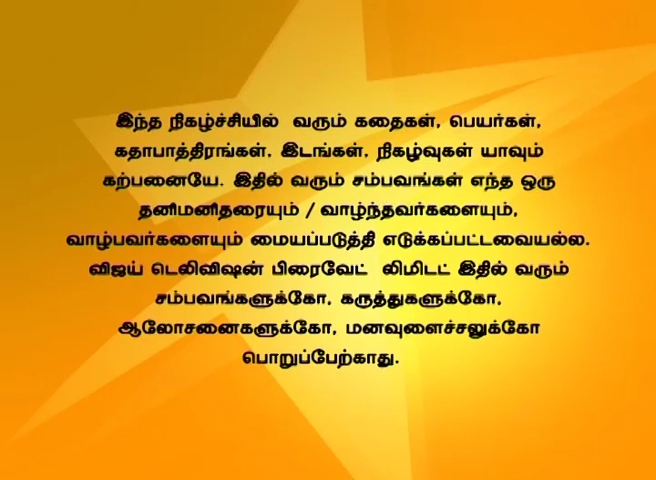 இந்த நிகழ்ச்சியில் வரும் கதைகள், பெயர்கள்,
கதாபாத்திரங்கள், இடங்கள், நிகழ்வுகள் யாவும்
கற்பனையே. இதில் வரும் சம்பவங்கள் எந்த ஒரு
தனிமனிதரையும் / வாழ்ந்தவர்களையும்,
வாழ்பவர்களையும் மையப்படுத்தி எடுக்கப்பட்டவையல்ல.
விஜய் டெலிவிஷன் பிரைவேட் லிமிடட் இதில் வரும்
சம்பவங்களுக்கோ, கருத்துகளுக்கோ,
ஆலோசனைகளுக்கோ, மனவுளைச்சலுக்கோ
பொறுப்பேற்காது.